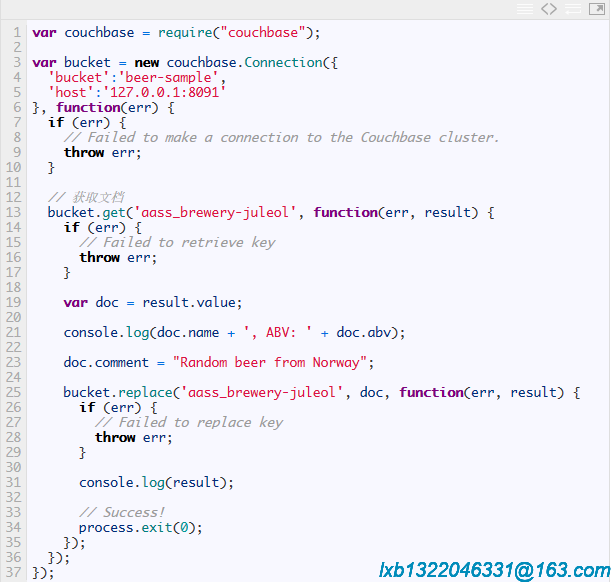 1 var couchbase = require("couchbase");
2
3 var bucket = new couchbase.Connection({
4   'bucket':'beer-sample',
5   'host':'127.0.0.1:8091'
6 }, function(err) {
7   if (err) {
8     // Failed to make a connection to the Couchbase cluster.
9     throw err;
10   }
11
12   // 获取文档
13   bucket.get('aass_brewery-juleol', function(err, result) {
14     if (err) {
15       // Failed to retrieve key
16       throw err;
17     }
18
19     var doc = result.value;
20
21     console.log(doc.name + ', ABV: ' + doc.abv);
22
23     doc.comment = "Random beer from Norway";
24
25     bucket.replace('aass_brewery-juleol', doc, function(err, result) {
26       if (err) {
27         // Failed to replace key
28         throw err;
29       }
30
31       console.log(result);
32
33       // Success!
34       process.exit(0);
35     });
36   });
37 });
lxb1322046331@163.com